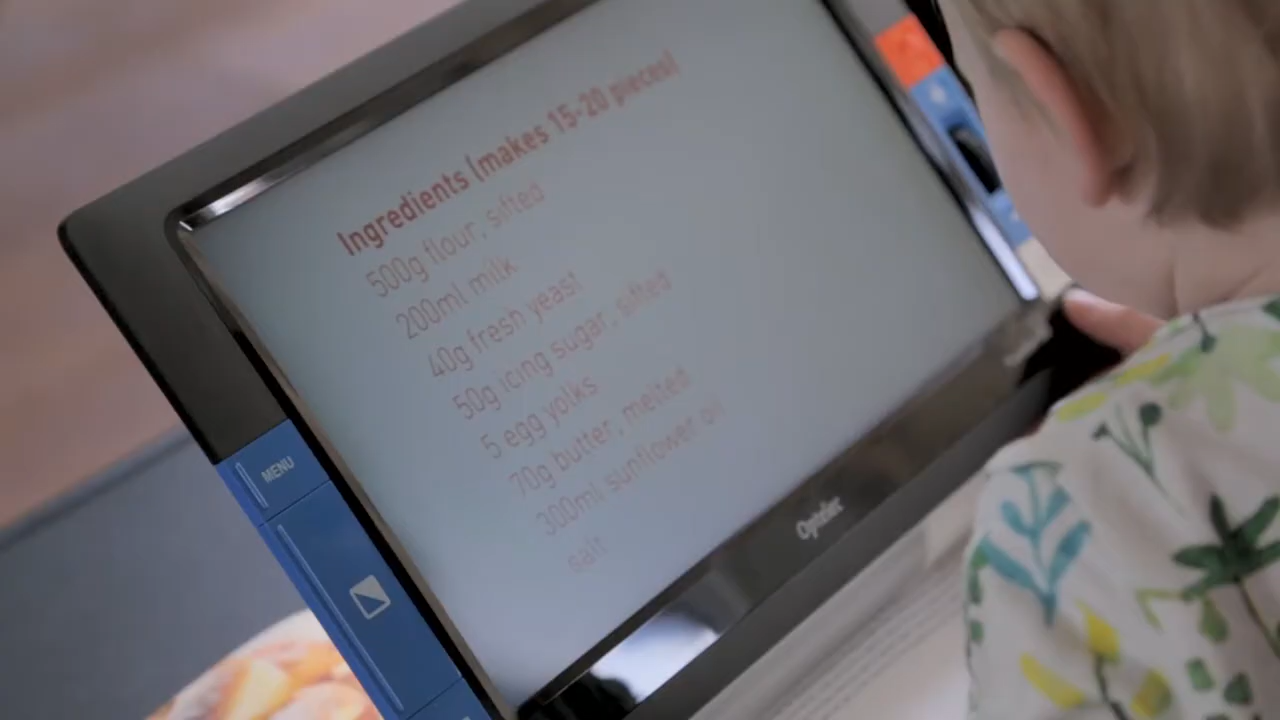 Ingredients (makes 15-20 pieces)
500g flour, sifted
200ml milk
40g fresh yeast
50g icing sugar, sifted
5 egg yolks
70g butter, melted
300ml sunflower oil
salt
MENU
Optelec